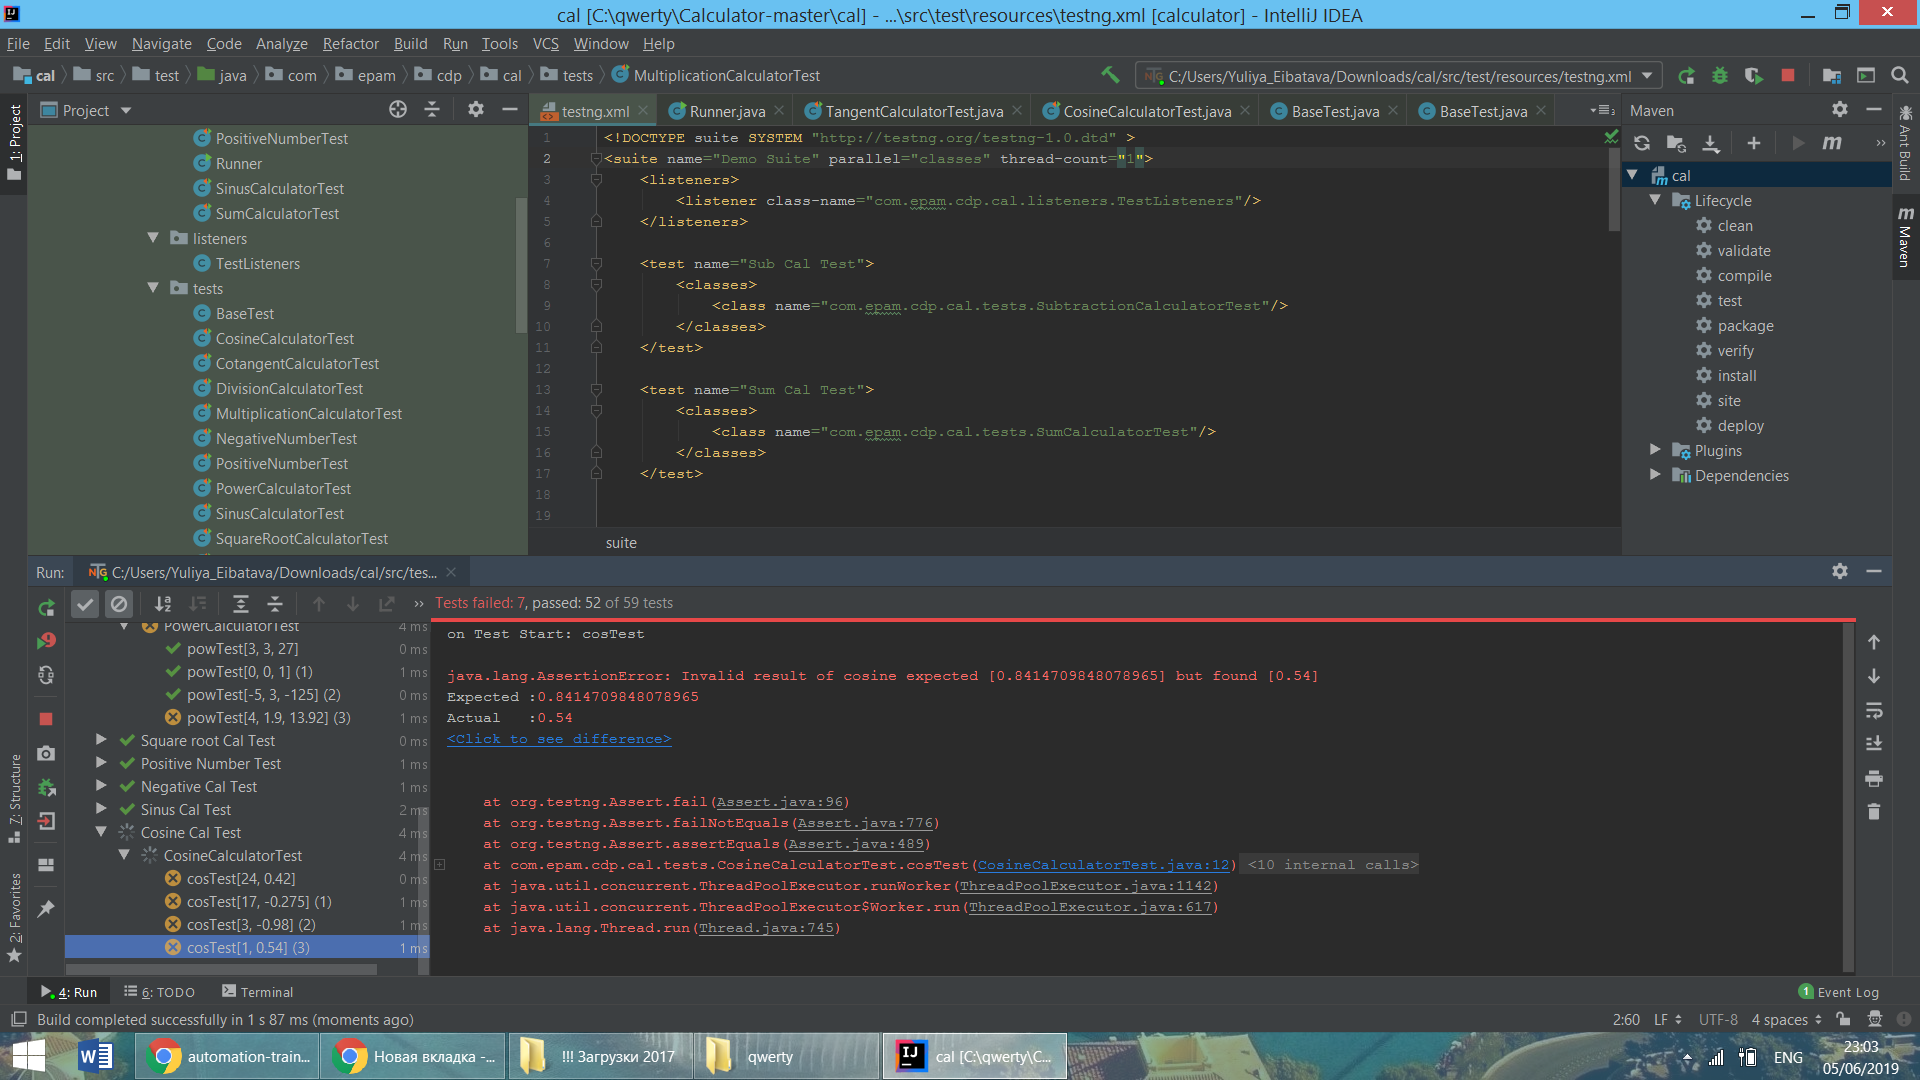 cal [C:\qwerty\Calculator-master\cal] - ...\src\test\resources\testng.xml [calculator] - IntelliJ IDEA
File Edit View Navigate Code Analyze Refactor Build Run Tools VCS Window Help
cal src test java com epam cdp cal tests MultiplicationCalculatorTest
C:/Users/Yuliya_Eibatava/Downloads/cal/src/test/resources/testng.xml
1: Project
Project
PositiveNumberTest
Runner
SinusCalculatorTest
SumCalculatorTest
listeners
TestListeners
tests
BaseTest
CosineCalculatorTest
CotangentCalculatorTest
DivisionCalculatorTest
MultiplicationCalculatorTest
NegativeNumberTest
PositiveNumberTest
PowerCalculatorTest
SinusCalculatorTest
SquareRootCalculatorTest
testng.xml Runner.java TangentCalculatorTest.java CosineCalculatorTest.java BaseTest.java BaseTest.java
1 <!DOCTYPE suite SYSTEM "http://testng.org/testng-1.0.dtd" >
2 <suite name="Demo Suite" parallel="classes" thread-count="1">
3 <listeners>
4 <listener class-name="com.epam.cdp.cal.listeners.TestListeners"/>
5 </listeners>
6
7 <test name="Sub Cal Test">
8 <classes>
9 <class name="com.epam.cdp.cal.tests.SubtractionCalculatorTest"/>
10 </classes>
11 </test>
12
13 <test name="Sum Cal Test">
14 <classes>
15 <class name="com.epam.cdp.cal.tests.SumCalculatorTest"/>
16 </classes>
17 </test>
18
19
suite
Maven
cal
Lifecycle
clean
validate
compile
test
package
verify
install
site
deploy
Plugins
Dependencies
Ant Build
Maven
Run: C:/Users/Yuliya_Eibatava/Downloads/cal/src/tes...
Tests failed: 7, passed: 52 of 59 tests
PowerCalculatorTest 4 ms
powTest[3, 3, 27] 0 ms
powTest[0, 0, 1] (1) 1 ms
powTest[-5, 3, -125] (2) 0 ms
powTest[4, 1.9, 13.92] (3) 1 ms
Square root Cal Test 0 ms
Positive Number Test 1 ms
Negative Cal Test 1 ms
Sinus Cal Test 2 ms
Cosine Cal Test 4 ms
CosineCalculatorTest 4 ms
cosTest[24, 0.42] 0 ms
cosTest[17, -0.275] (1) 1 ms
cosTest[3, -0.98] (2) 0 ms
cosTest[1, 0.54] (3) 1 ms
on Test Start: cosTest
java.lang.AssertionError: Invalid result of cosine expected [0.8414709848078965] but found [0.54]
Expected :0.8414709848078965
Actual :0.54
<Click to see difference>
at org.testng.Assert.fail(Assert.java:96)
at org.testng.Assert.failNotEquals(Assert.java:776)
at org.testng.Assert.assertEquals(Assert.java:489)
at com.epam.cdp.cal.tests.CosineCalculatorTest.cosTest(CosineCalculatorTest.java:12) <10 internal calls>
at java.util.concurrent.ThreadPoolExecutor.runWorker(ThreadPoolExecutor.java:1142)
at java.util.concurrent.ThreadPoolExecutor$Worker.run(ThreadPoolExecutor.java:617)
at java.lang.Thread.run(Thread.java:745)
Z: Structure
2: Favorites
4: Run 6: TODO Terminal
1 Event Log
Build completed successfully in 1 s 87 ms (moments ago)
2:60 LF UTF-8 4 spaces
automation-train...
Новая вкладка -...
!!! Загрузки 2017
qwerty
cal [C:\qwerty\C...
ENG
23:03
05/06/2019